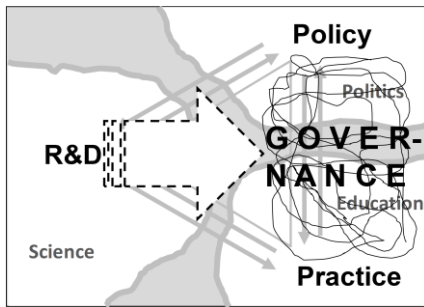 Policy
Politics
GOVER-
R&D
NANCE
Education
Science
Practice